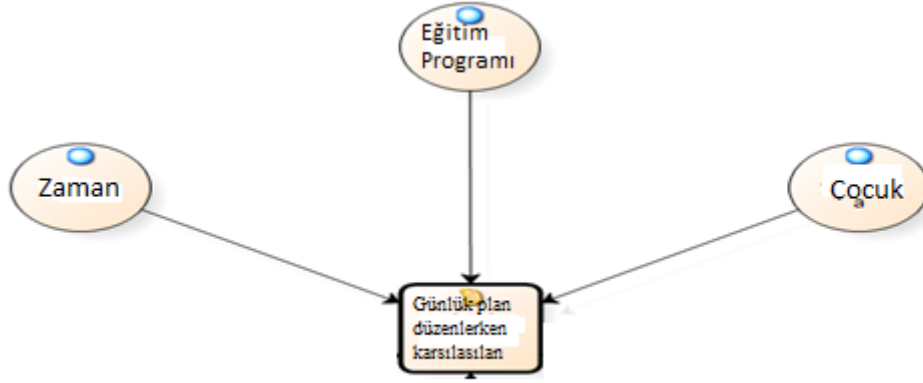 Eğitim
Programı
Zaman
Çocuk
Günlük plan
düzenlerken
karsılasılan